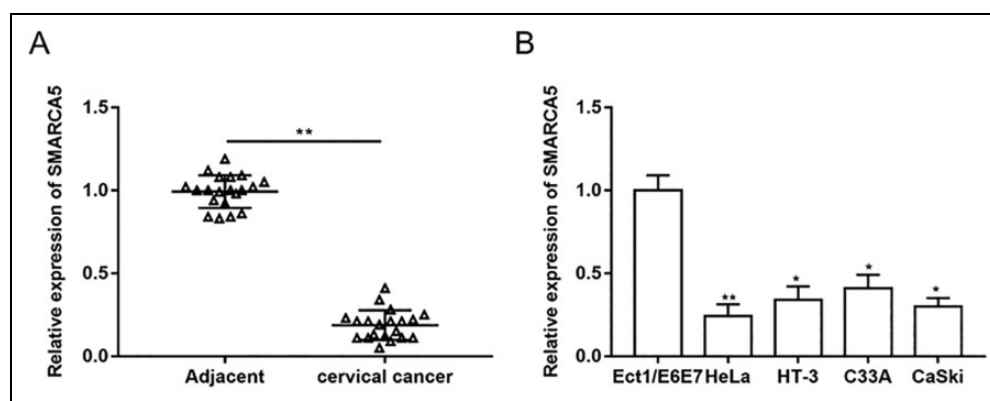 A
Relative expression of SMARCA5
1.5
1.0
0.5
0.0
**
Adjacent
cervical cancer
B
Relative expression of SMARCA5
1.5
1.0
0.5
0.0
**
*
*
*
Ect1/E6E7 HeLa HT-3 C33A CaSki